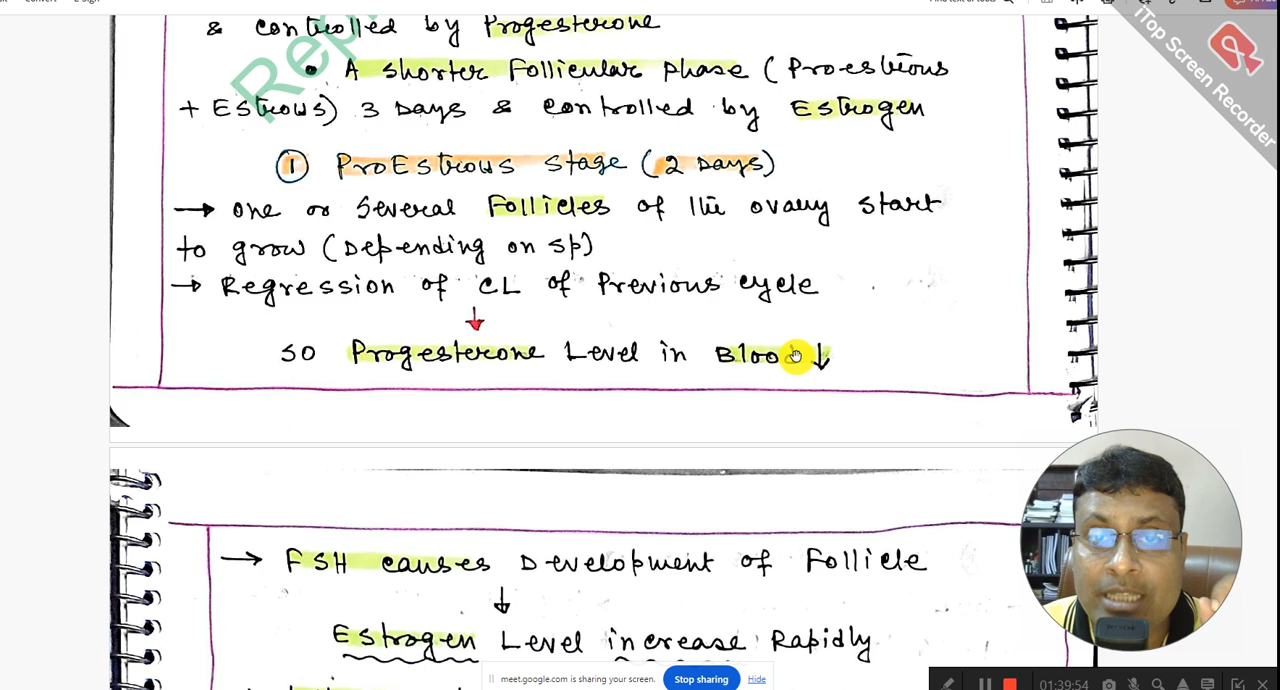 & controlled by Progesterone
Rep
• A Shorter Follicular Phase (Proestrous
+ Estrous) 3 Days & controlled by Estrogen
① ProEstrous Stage (2 Days)
→ One or Several Follicles of the ovary start
to grow (Depending on sp)
→ Regression of CL of Previous cycle
↓
so Progesterone Level in Blood ↓
→ FSH causes Development of Follicle
↓
Estrogen Level increase Rapidly
iTop Screen Recorder
meet.google.com is sharing your screen. Stop sharing Hide
01:39:54